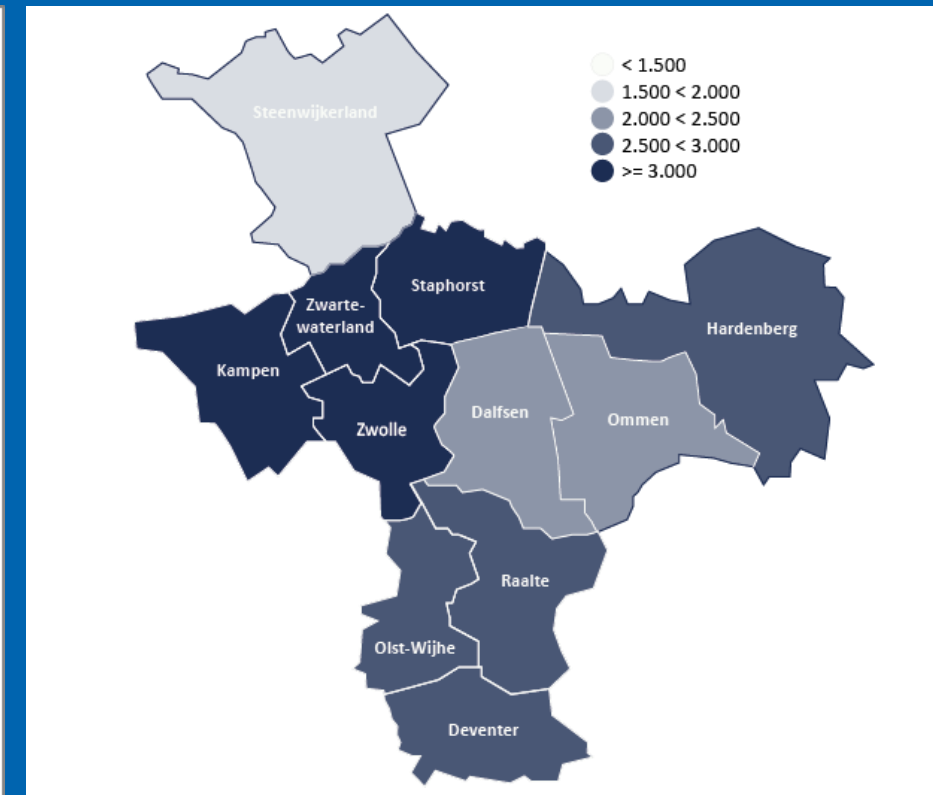 < 1.500
1.500 < 2.000
2.000 < 2.500
2.500 < 3.000
>= 3.000
Steenwijkerland
Staphorst
Zwarte-
waterland
Hardenberg
Kampen
Dalfsen
Ommen
Zwolle
Raalte
Olst-Wijhe
Deventer